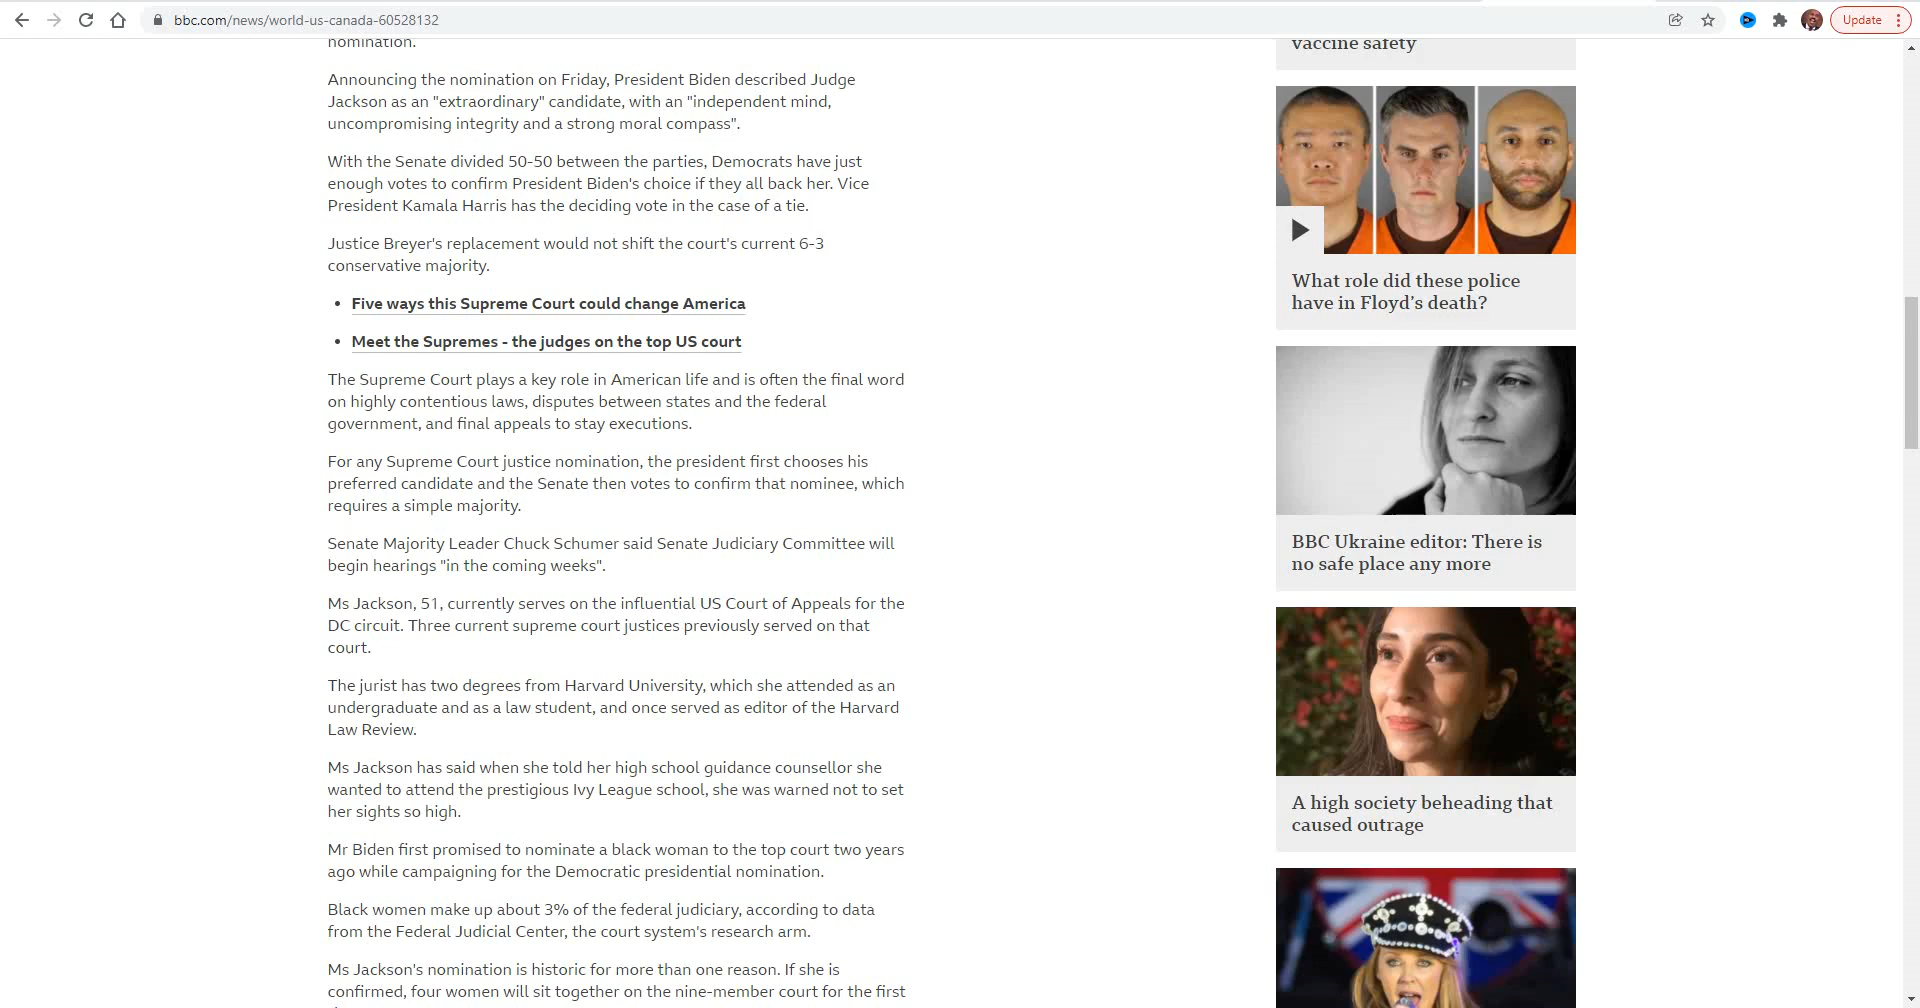 bbc.com/news/world-us-canada-60528132
Update
nomination.
Announcing the nomination on Friday, President Biden described Judge
Jackson as an "extraordinary" candidate, with an "independent mind,
uncompromising integrity and a strong moral compass".
With the Senate divided 50-50 between the parties, Democrats have just
enough votes to confirm President Biden's choice if they all back her. Vice
President Kamala Harris has the deciding vote in the case of a tie.
Justice Breyer's replacement would not shift the court's current 6-3
conservative majority.
• Five ways this Supreme Court could change America
• Meet the Supremes - the judges on the top US court
The Supreme Court plays a key role in American life and is often the final word
on highly contentious laws, disputes between states and the federal
government, and final appeals to stay executions.
For any Supreme Court justice nomination, the president first chooses his
preferred candidate and the Senate then votes to confirm that nominee, which
requires a simple majority.
Senate Majority Leader Chuck Schumer said Senate Judiciary Committee will
begin hearings "in the coming weeks".
Ms Jackson, 51, currently serves on the influential US Court of Appeals for the
DC circuit. Three current supreme court justices previously served on that
court.
The jurist has two degrees from Harvard University, which she attended as an
undergraduate and as a law student, and once served as editor of the Harvard
Law Review.
Ms Jackson has said when she told her high school guidance counsellor she
wanted to attend the prestigious Ivy League school, she was warned not to set
her sights so high.
Mr Biden first promised to nominate a black woman to the top court two years
ago while campaigning for the Democratic presidential nomination.
Black women make up about 3% of the federal judiciary, according to data
from the Federal Judicial Center, the court system's research arm.
Ms Jackson's nomination is historic for more than one reason. If she is
confirmed, four women will sit together on the nine-member court for the first
vaccine safety
What role did these police
have in Floyd's death?
BBC Ukraine editor: There is
no safe place any more
A high society beheading that
caused outrage